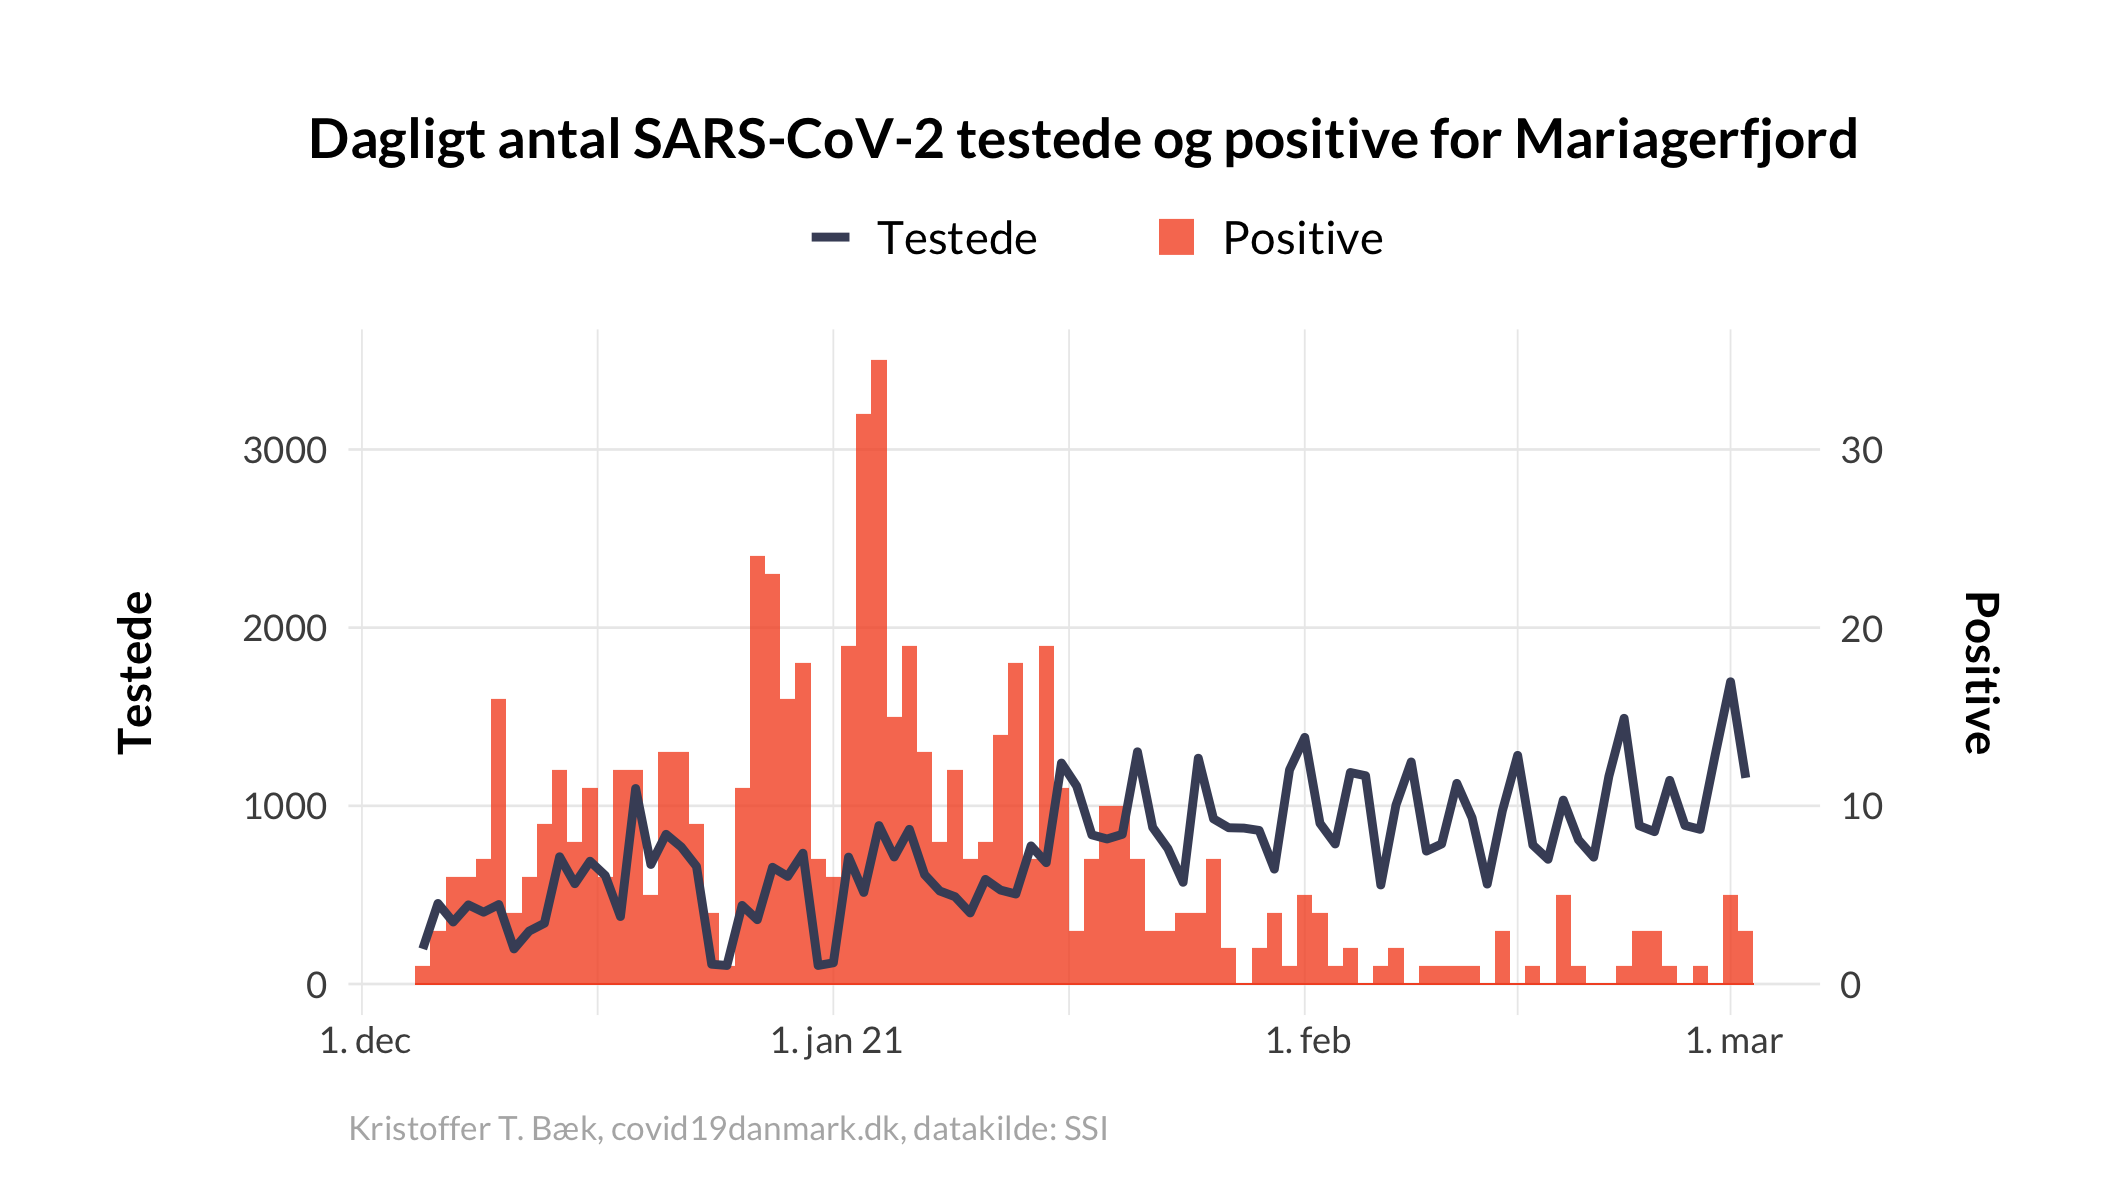 Dagligt antal SARS-CoV-2 testede og positive for Mariagerfjord
Testede
Positive
3000
2000
1000
0
30
20
10
0
Testede
Positive
1. dec
1. jan 21
1. feb
1. mar
Kristoffer T. Bæk, covid19danmark.dk, datakilde: SSI